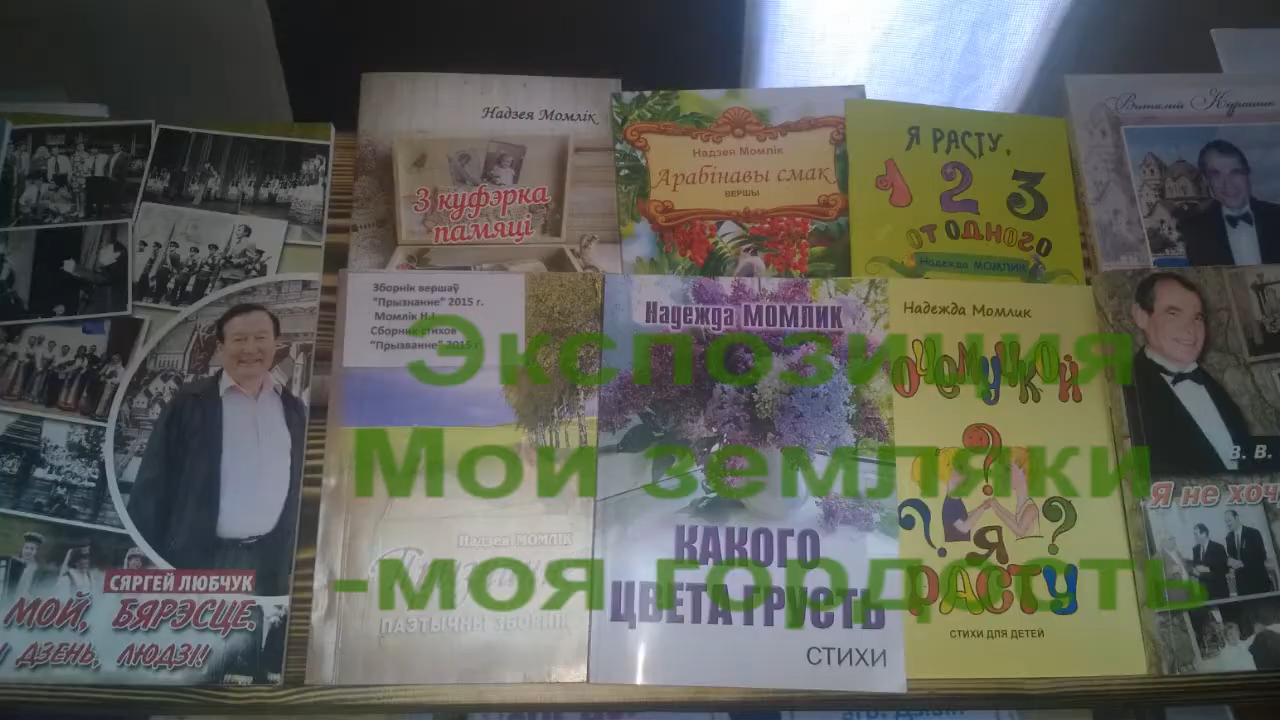 Надзея Момлік
З куфэрка
памяці
Надзея Момлік
Арабінавы смак
ВЕРШЫ
Я РАСТУ,
1 2 3
ОТ ОДНОГО
Надежда МОМЛИК
Виталий
СЯРГЕЙ ЛЮБЧУК
МОЙ, БЯРЭСЦЕ,
ДЗЕНЬ, ЛЮДЗІ!
Зборнік вершаў
"Прызнанне" 2015 г.
Момлік Н.І.
Сборник стихов
"Прызванне" 2015 г
Надзея МОМЛІК
ПАЭТЫЧНЫ ЗБОРНІК
Надежда МОМЛИК
КАКОГО
ЦВЕТА ГРУСТЬ
СТИХИ
Надежда Момлик
ПОЧЕМУЧКОЙ
Я
РАСТУ
СТИХИ ДЛЯ ДЕТЕЙ
В. В.
Я не хоч
Экспозиция
Мои земляки
-моя гордость